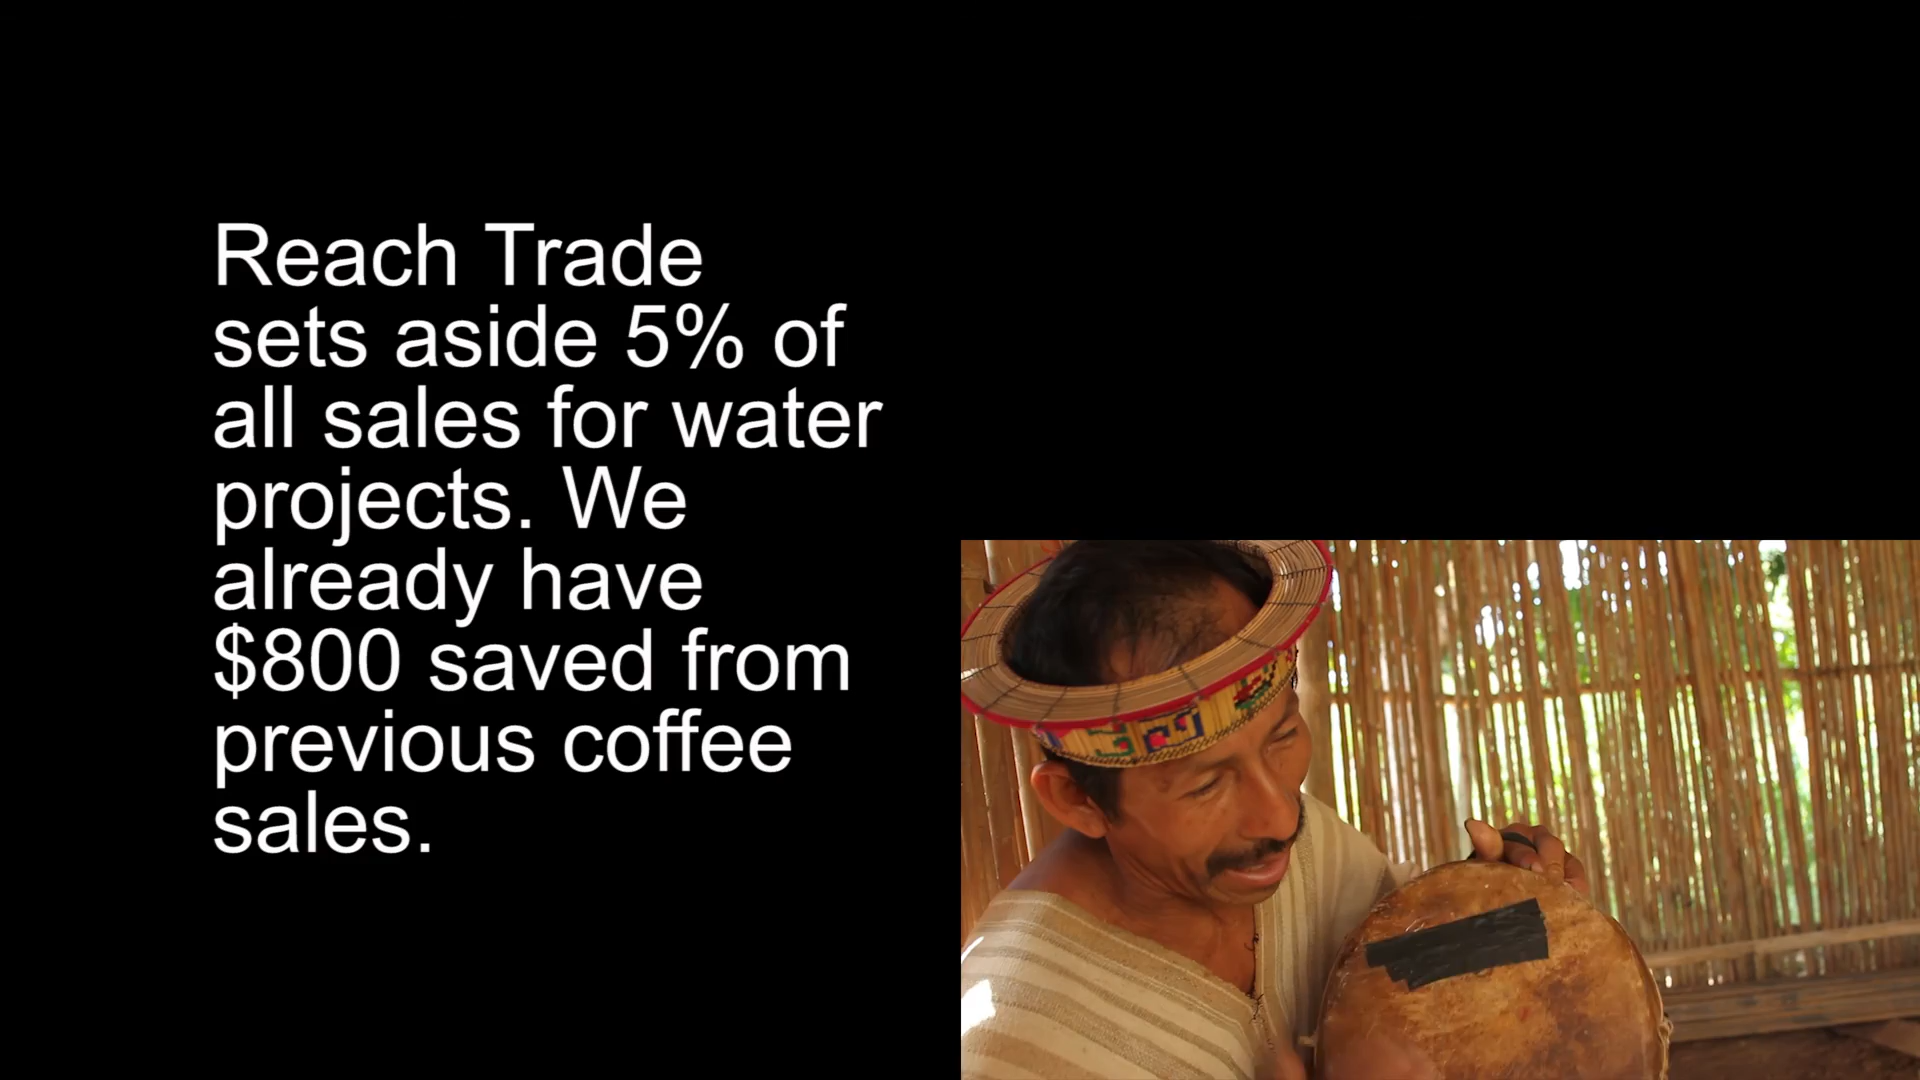 Reach Trade
sets aside 5% of
all sales for water
projects. We
already have
$800 saved from
previous coffee
sales.